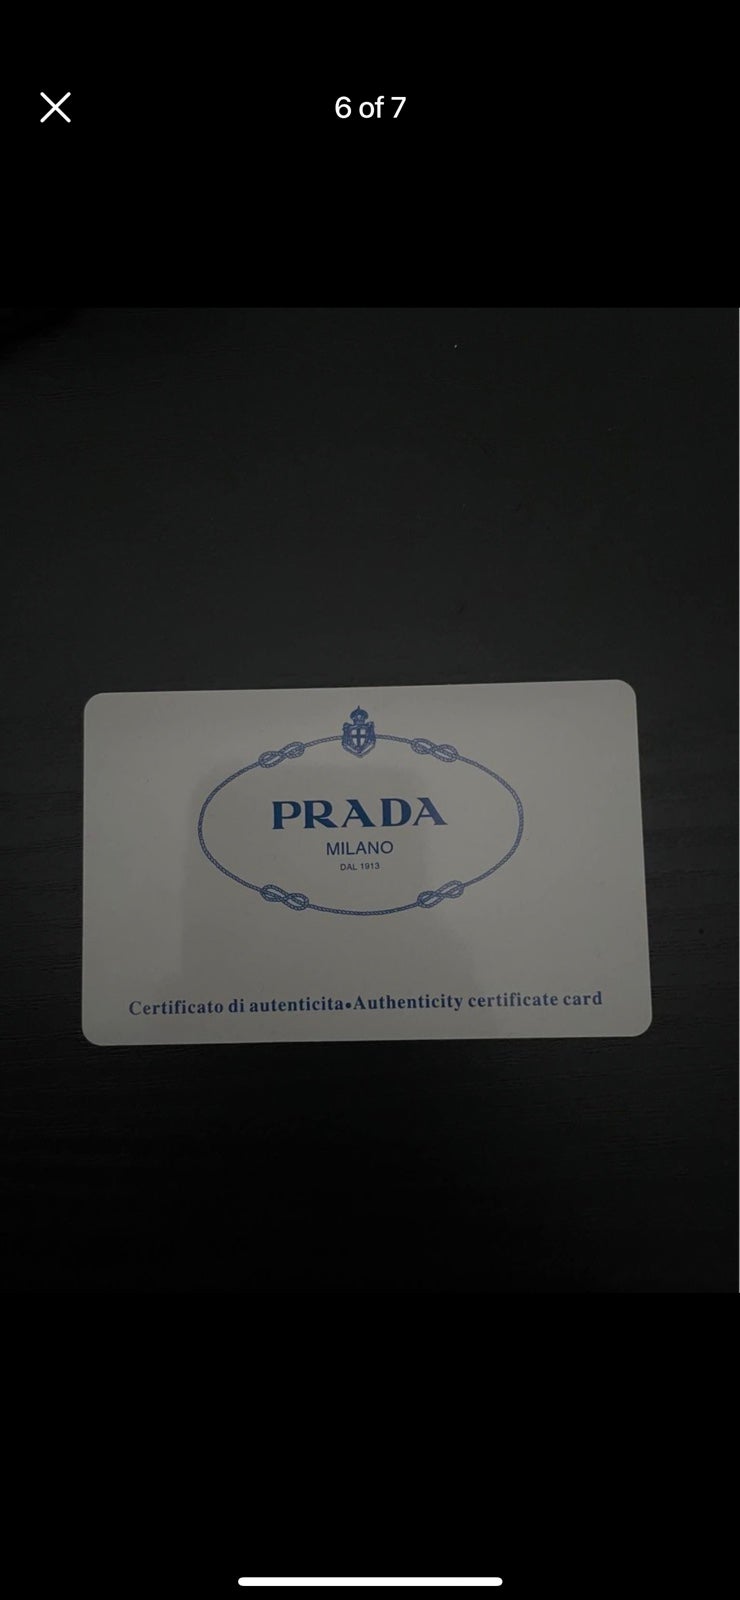 6 of 7
PRADA
MILANO
DAL 1913
Certificato di autenticita•Authenticity certificate card